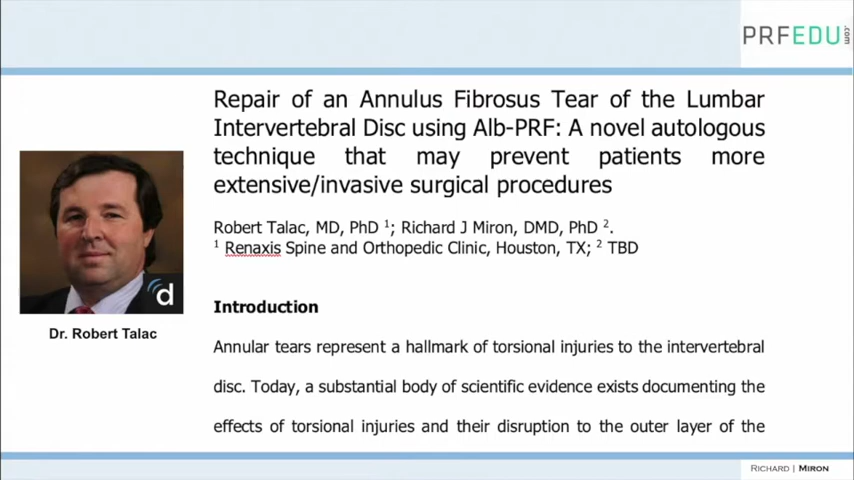 PRFEDU.com
Repair of an Annulus Fibrosus Tear of the Lumbar
Intervertebral Disc using Alb-PRF: A novel autologous
technique that may prevent patients more
extensive/invasive surgical procedures
Robert Talac, MD, PhD ¹; Richard J Miron, DMD, PhD ².
¹ Renaxis Spine and Orthopedic Clinic, Houston, TX; ² TBD
d
Dr. Robert Talac
Introduction
Annular tears represent a hallmark of torsional injuries to the intervertebral
disc. Today, a substantial body of scientific evidence exists documenting the
effects of torsional injuries and their disruption to the outer layer of the
RICHARD | MIRON